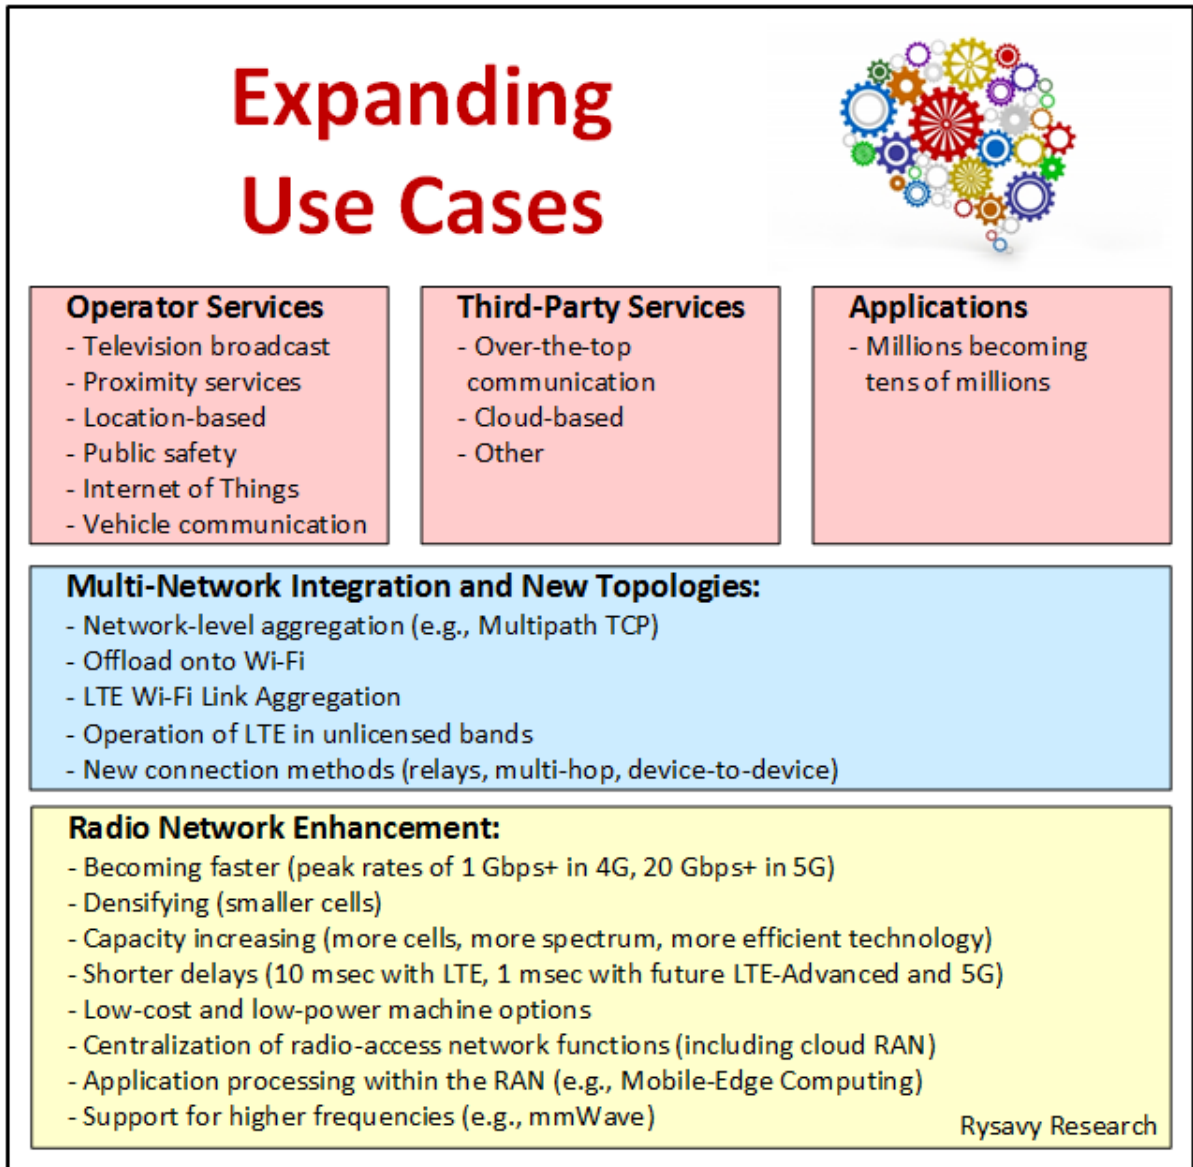 Expanding
Use Cases
Operator Services
- Television broadcast
- Proximity services
- Location-based
- Public safety
- Internet of Things
- Vehicle communication
Third-Party Services
- Over-the-top
communication
- Cloud-based
- Other
Applications
- Millions becoming
tens of millions
Multi-Network Integration and New Topologies:
- Network-level aggregation (e.g., Multipath TCP)
- Offload onto Wi-Fi
- LTE Wi-Fi Link Aggregation
- Operation of LTE in unlicensed bands
- New connection methods (relays, multi-hop, device-to-device)
Radio Network Enhancement:
- Becoming faster (peak rates of 1 Gbps+ in 4G, 20 Gbps+ in 5G)
- Densifying (smaller cells)
- Capacity increasing (more cells, more spectrum, more efficient technology)
- Shorter delays (10 msec with LTE, 1 msec with future LTE-Advanced and 5G)
- Low-cost and low-power machine options
- Centralization of radio-access network functions (including cloud RAN)
- Application processing within the RAN (e.g., Mobile-Edge Computing)
- Support for higher frequencies (e.g., mmWave)
Rysavy Research